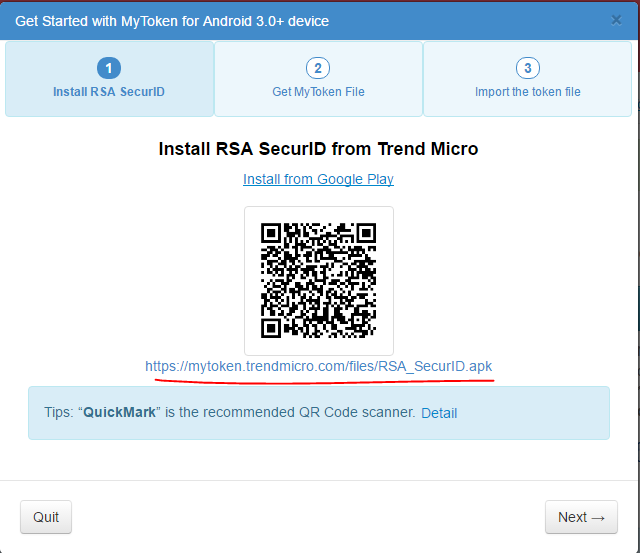 Get Started with MyToken for Android 3.0+ device ×
1 2 3
Install RSA SecurID Get MyToken File Import the token file
Install RSA SecurID from Trend Micro
Install from Google Play
https://mytoken.trendmicro.com/files/RSA_SecurID.apk
Tips: “QuickMark” is the recommended QR Code scanner. Detail
Quit Next →